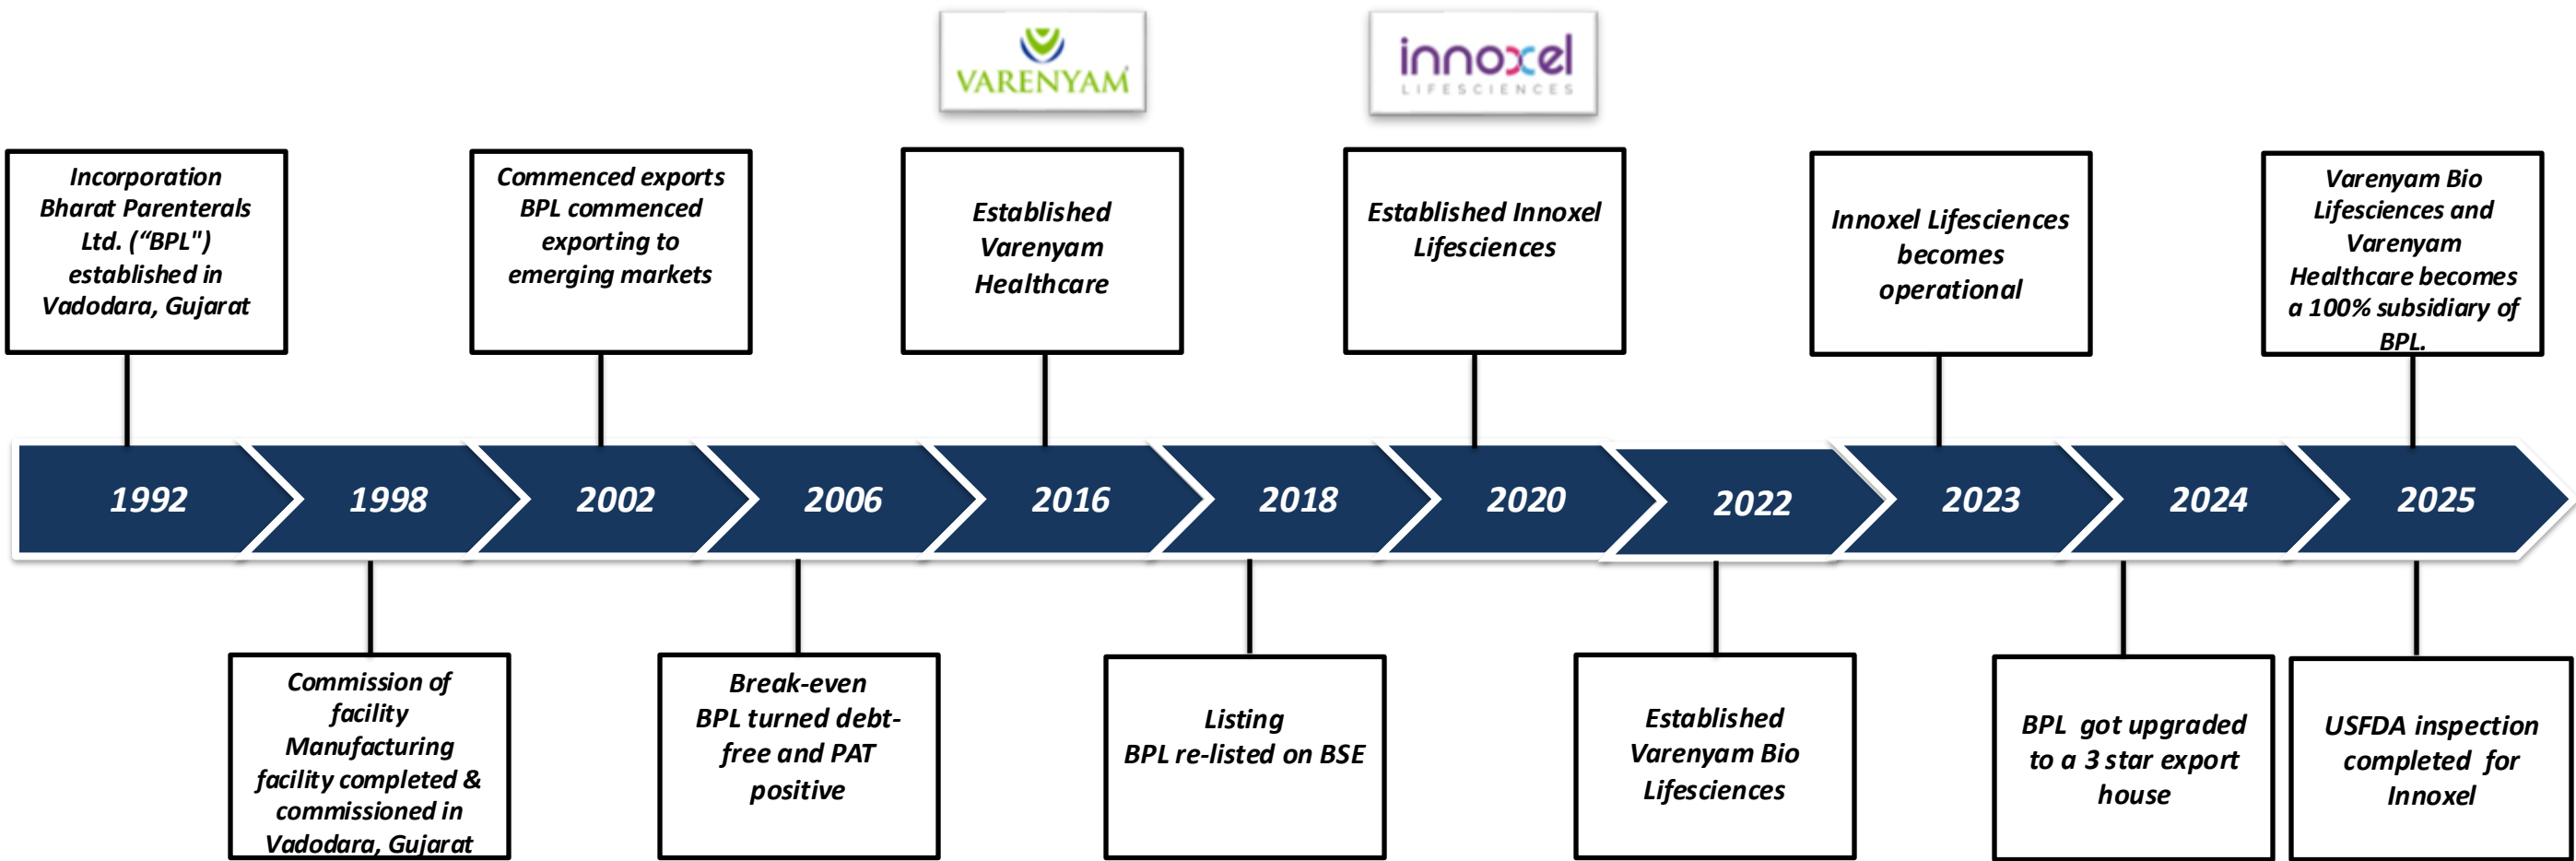 VARENYAM
innoxel
LIFESCIENCES
Incorporation
Bharat Parenterals
Ltd. (“BPL")
established in
Vadodara, Gujarat
Commenced exports
BPL commenced
exporting to
emerging markets
Established
Varenyam
Healthcare
Established Innoxel
Lifesciences
Innoxel Lifesciences
becomes
operational
Varenyam Bio
Lifesciences and
Varenyam
Healthcare becomes
a 100% subsidiary of
BPL.
1992
1998
2002
2006
2016
2018
2020
2022
2023
2024
2025
Commission of
facility
Manufacturing
facility completed &
commissioned in
Vadodara, Gujarat
Break-even
BPL turned debt-
free and PAT
positive
Listing
BPL re-listed on BSE
Established
Varenyam Bio
Lifesciences
BPL got upgraded
to a 3 star export
house
USFDA inspection
completed for
Innoxel